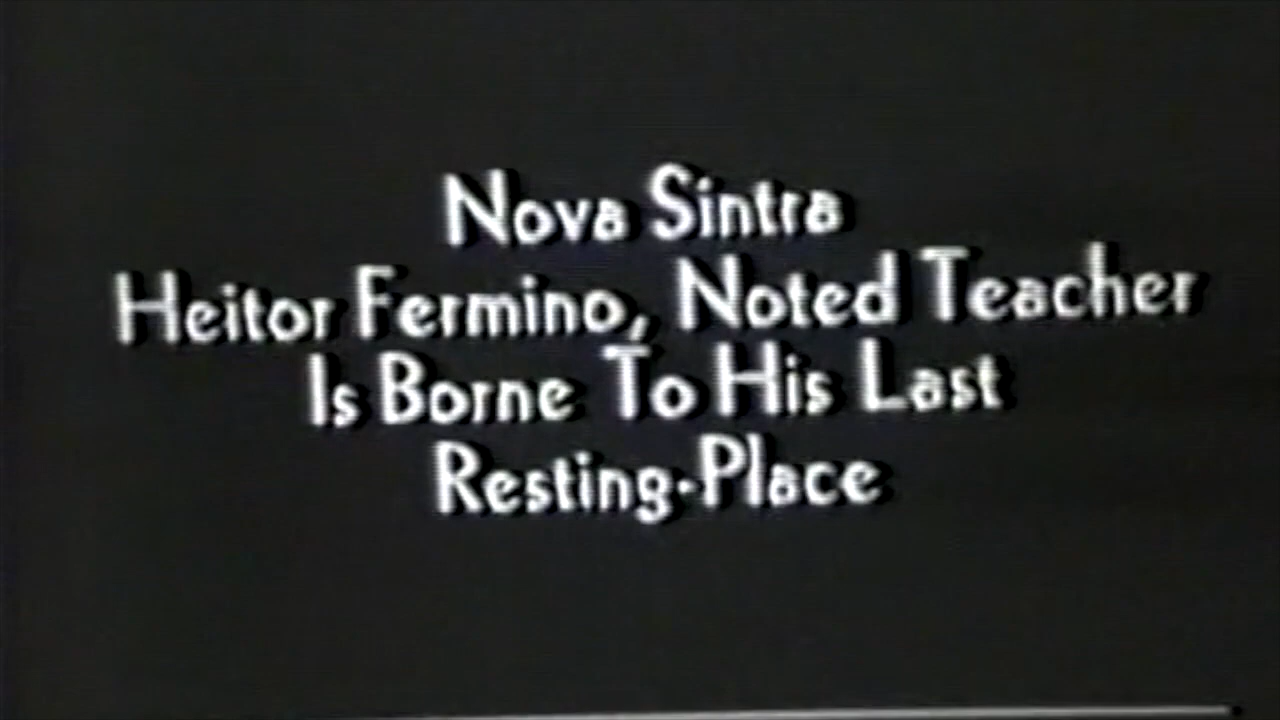 Nova Sintra
Heitor Fermino, Noted Teacher
Is Borne To His Last
Resting-Place